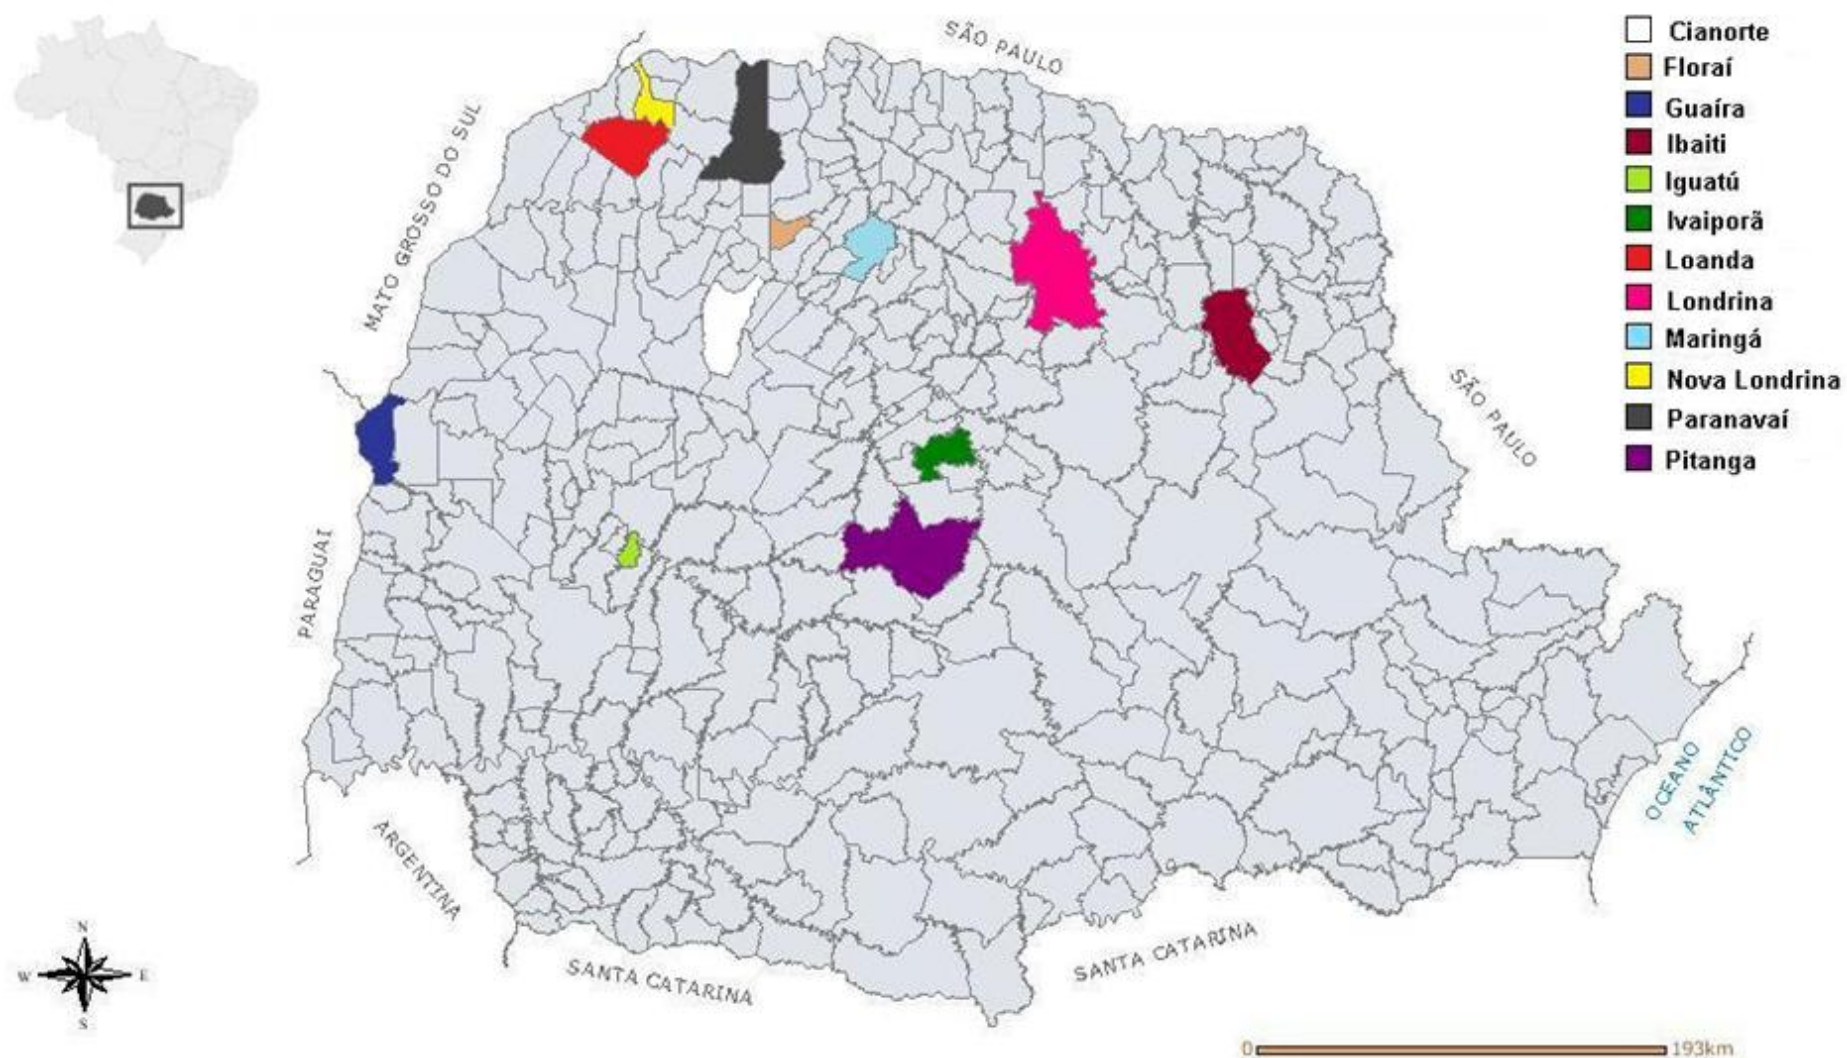 SÃO PAULO
MATO GROSSO DO SUL
SÃO PAULO
PARAGUAI
ARGENTINA
SANTA CATARINA
SANTA CATARINA
OCEANO
ATLÂNTICO
Cianorte
Floraí
Guaíra
Ibaiti
Iguatú
Ivaiporã
Loanda
Londrina
Maringá
Nova Londrina
Paranavaí
Pitanga
N
W E
S
0 193km